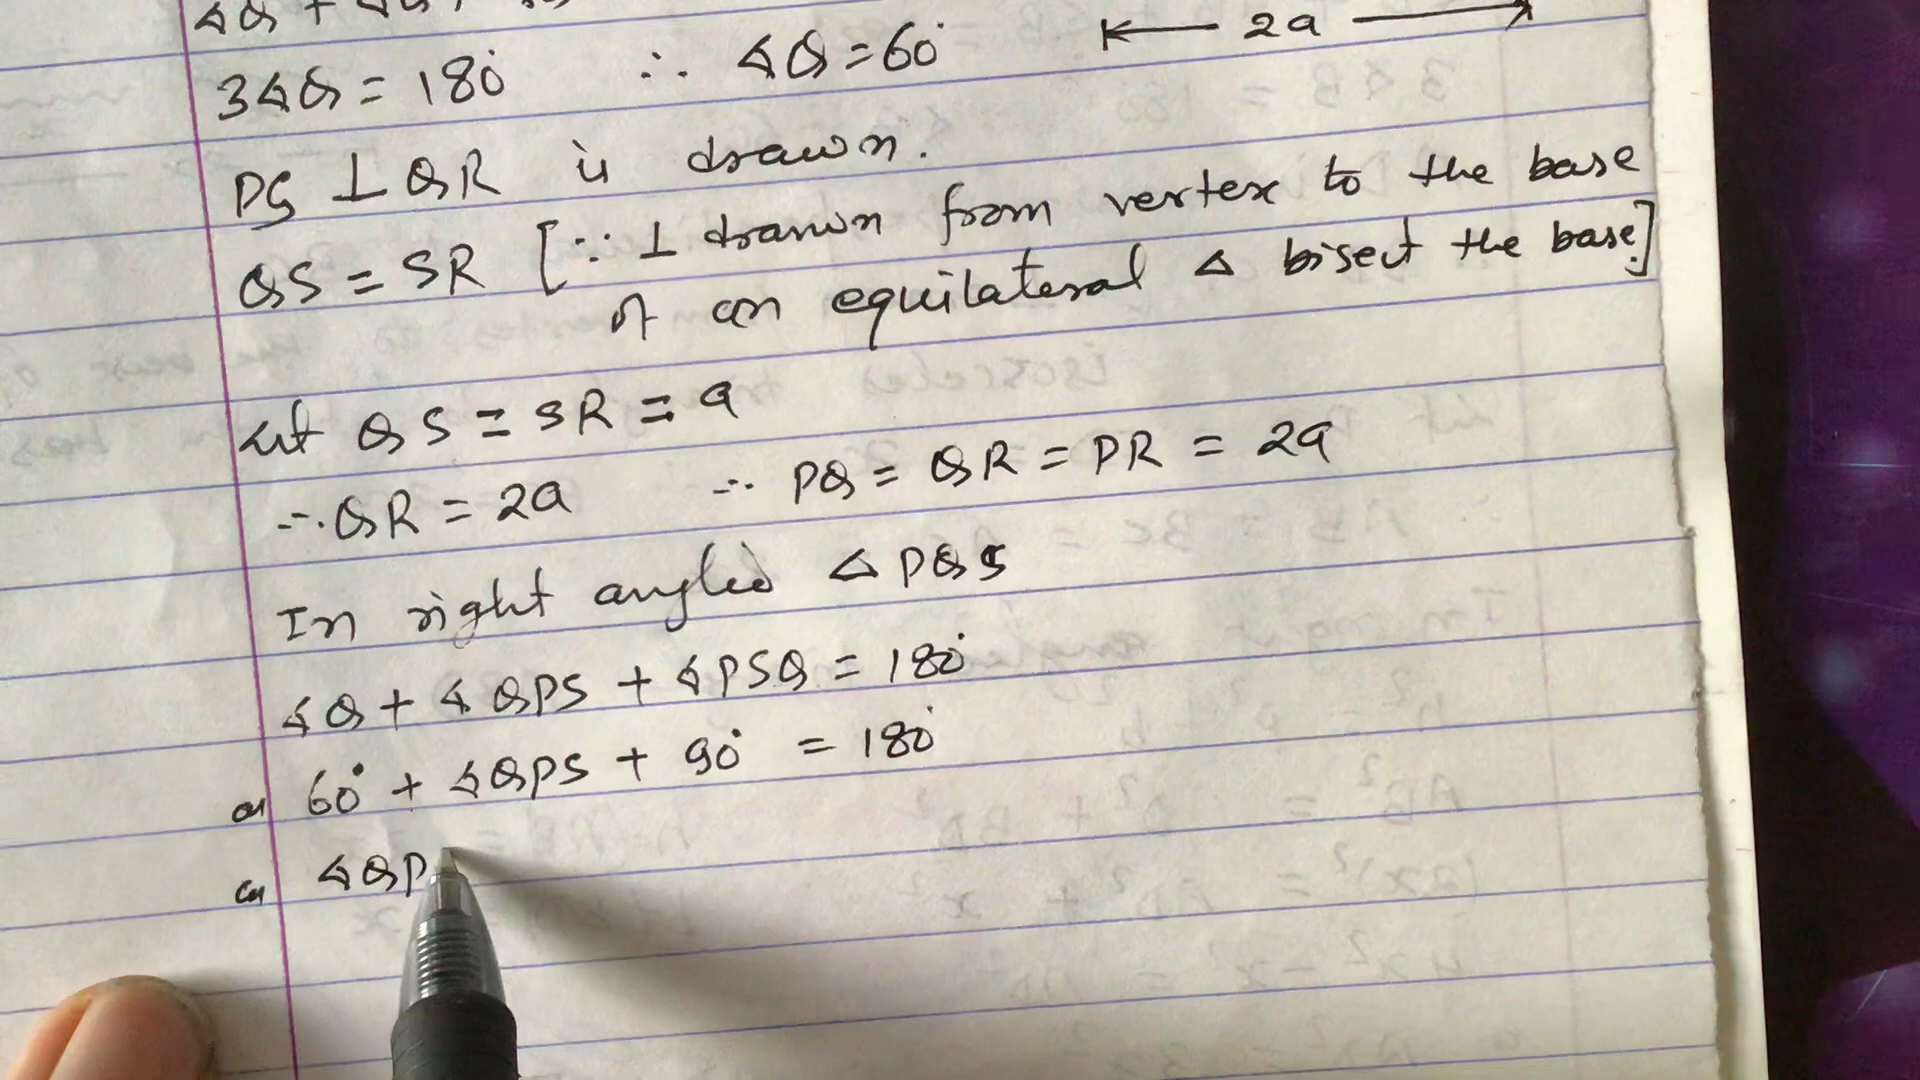 3∠Q = 180° ∴ ∠Q = 60° 2a
PS ⊥ QR is drawn.
QS = SR [∵ ⊥ drawn from vertex to the base
of an equilateral △ bisect the base.]
Let QS = SR = a
∴ QR = 2a ∴ PQ = QR = PR = 2a
In right angled △ PQS
∠Q + ∠QPS + ∠PSQ = 180°
or 60° + ∠QPS + 90° = 180°
or ∠QP